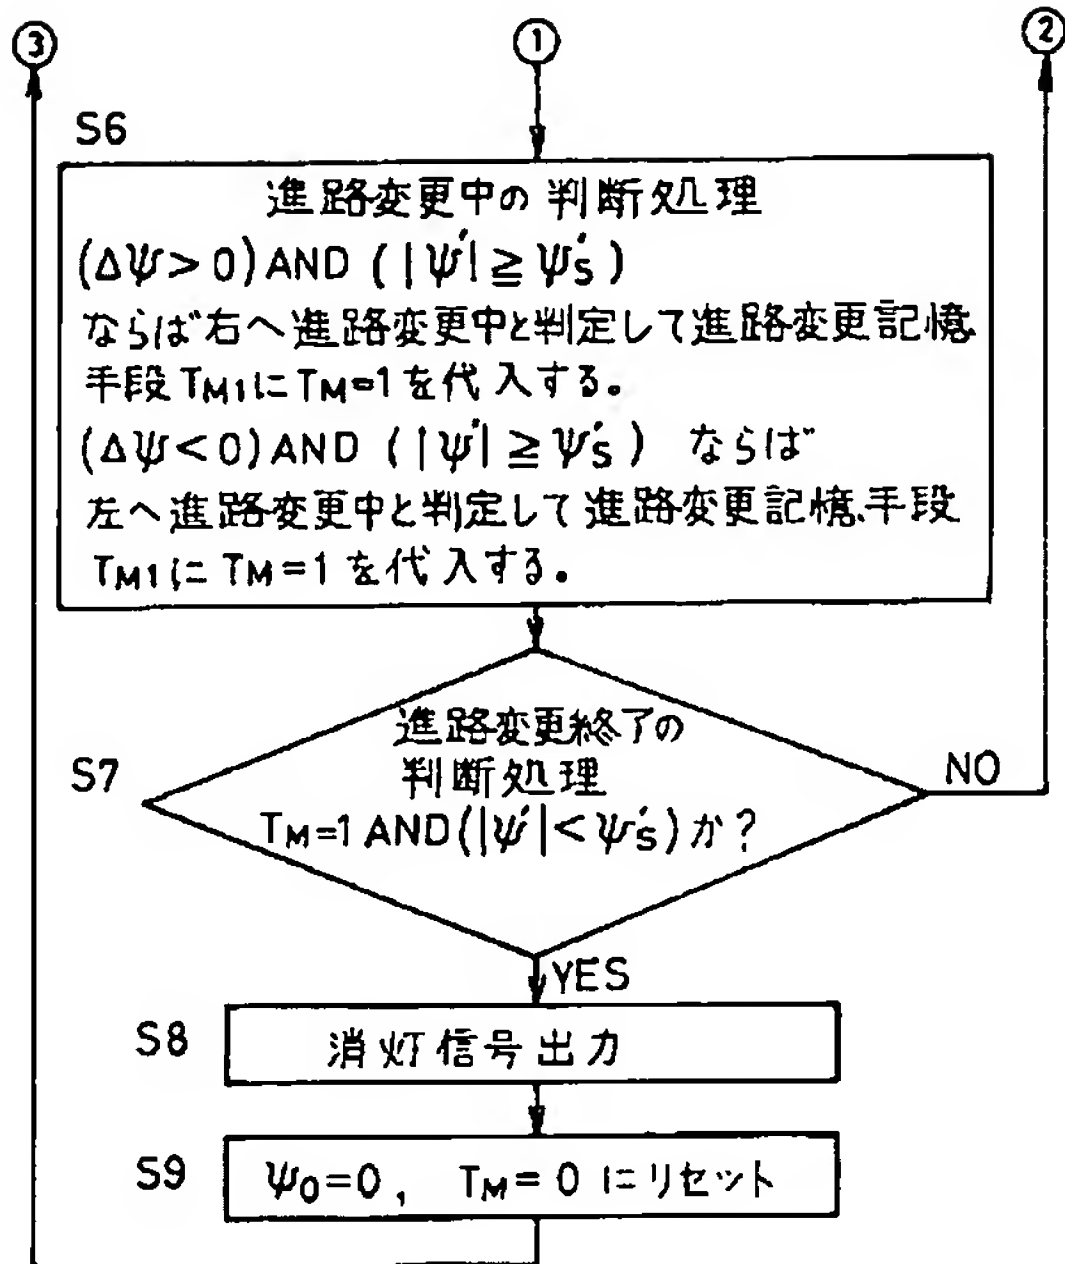 ③ ① ②
S6
進路変更中の判断処理
(Δψ>0)AND(|ψ́|≧ψ́s)
ならば右へ進路変更中と判定して進路変更記憶
手段TM1にTM=1を代入する。
(Δψ<0)AND(|ψ́|≧ψ́s) ならば
左へ進路変更中と判定して進路変更記憶手段
TM1にTM=1を代入する。
進路変更終了の
S7 判断処理 NO
TM=1 AND(|ψ́|<ψ́s)か?
YES
S8 消灯信号出力
S9 ψ0=0, TM=0にリセット